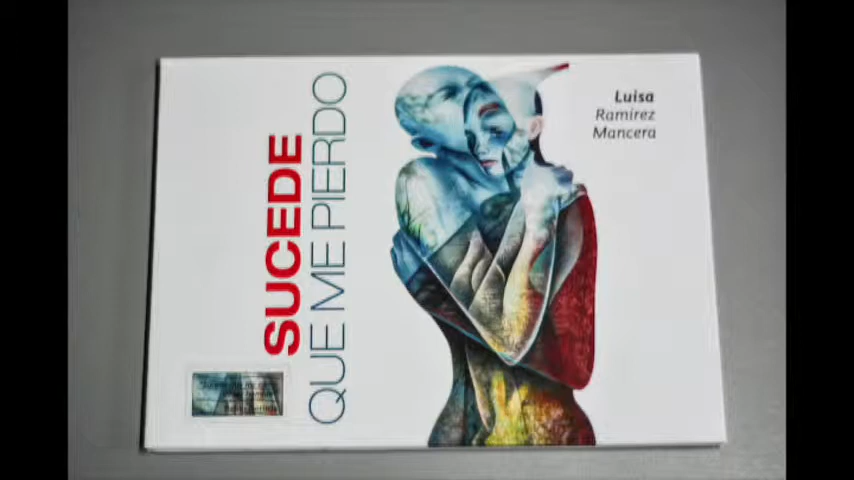 SUCEDE
QUE ME PIERDO
Luisa
Ramírez
Mancera